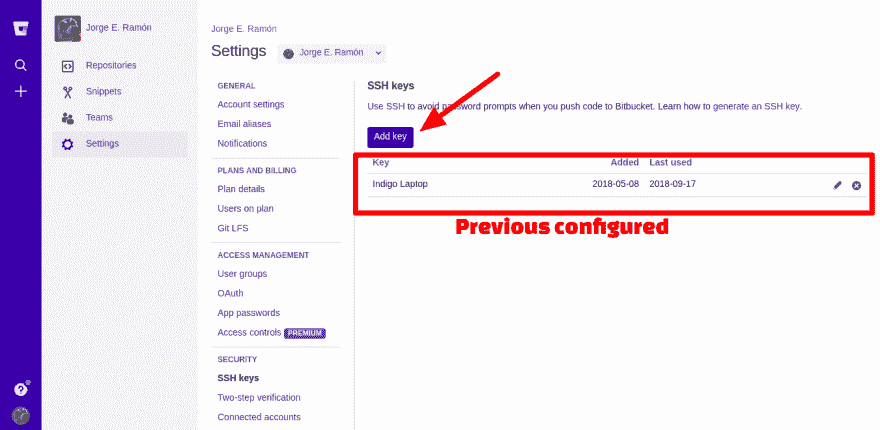 Jorge E. Ramón
Repositories
Snippets
Teams
Settings
Jorge E. Ramón
Settings
Jorge E. Ramón
GENERAL
Account settings
Email aliases
Notifications
PLANS AND BILLING
Plan details
Users on plan
Git LFS
ACCESS MANAGEMENT
User groups
OAuth
App passwords
Access controls PREMIUM
SECURITY
SSH keys
Two-step verification
Connected accounts
SSH keys
Use SSH to avoid password prompts when you push code to Bitbucket. Learn how to generate an SSH key.
Add key
Key Added Last used
Indigo Laptop 2018-05-08 2018-09-17
Previous configured